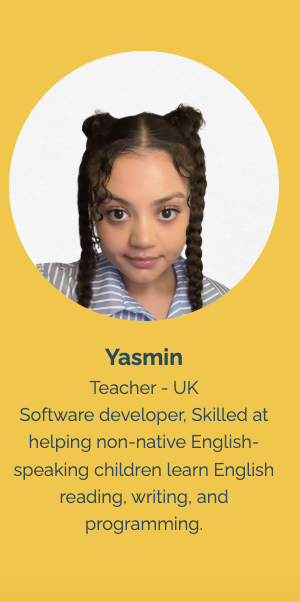 Yasmin
Teacher - UK
Software developer, Skilled at
helping non-native English-
speaking children learn English
reading, writing, and
programming.